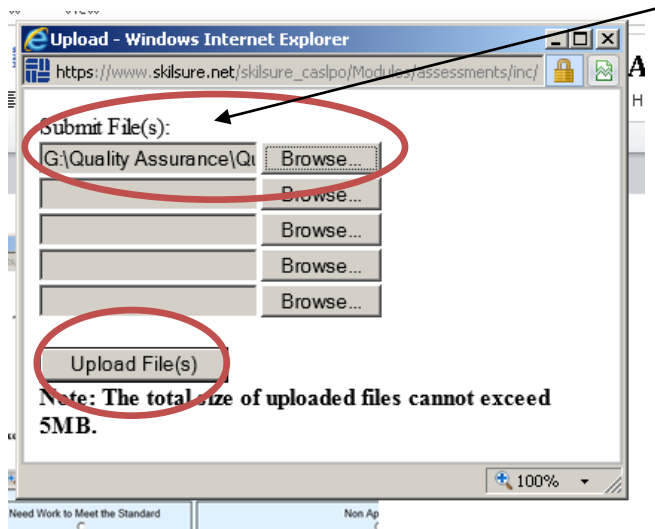 Upload - Windows Internet Explorer
https://www.skilsure.net/skilsure_caslpo/Modules/assessments/inc/
Submit File(s):
G:\Quality Assurance\Qu Browse...
Browse...
Browse...
Browse...
Browse...
Upload File(s)
Note: The total size of uploaded files cannot exceed
5MB.
100%
Need Work to Meet the Standard Non Ap